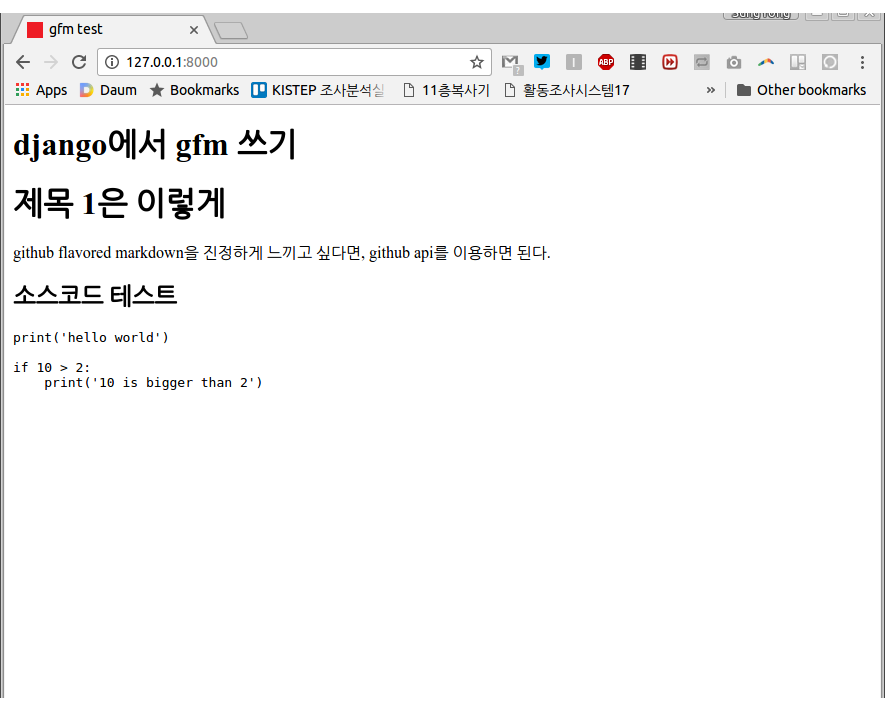 SungYong
gfm test
127.0.0.1:8000
ABP
Apps Daum Bookmarks KISTEP 조사분석실 11층복사기 활동조사시스템17 » Other bookmarks
django에서 gfm 쓰기
제목 1은 이렇게
github flavored markdown을 진정하게 느끼고 싶다면, github api를 이용하면 된다.
소스코드 테스트
print('hello world')
if 10 > 2:
    print('10 is bigger than 2')